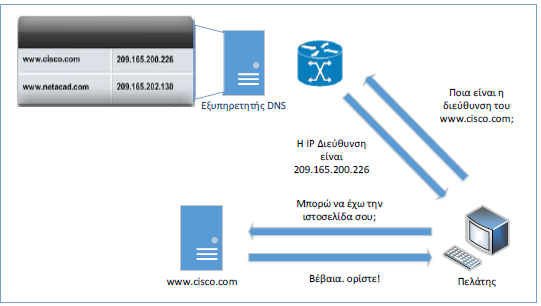 www.cisco.com 209.165.200.226
www.netacad.com 209.165.202.130
Εξυπηρετητής DNS
Ποια είναι η
διεύθυνση του
www.cisco.com;
Η IP Διεύθυνση
είναι
209.165.200.226
Μπορώ να έχω την
ιστοσελίδα σου;
www.cisco.com
Βέβαια. ορίστε!
Πελάτης